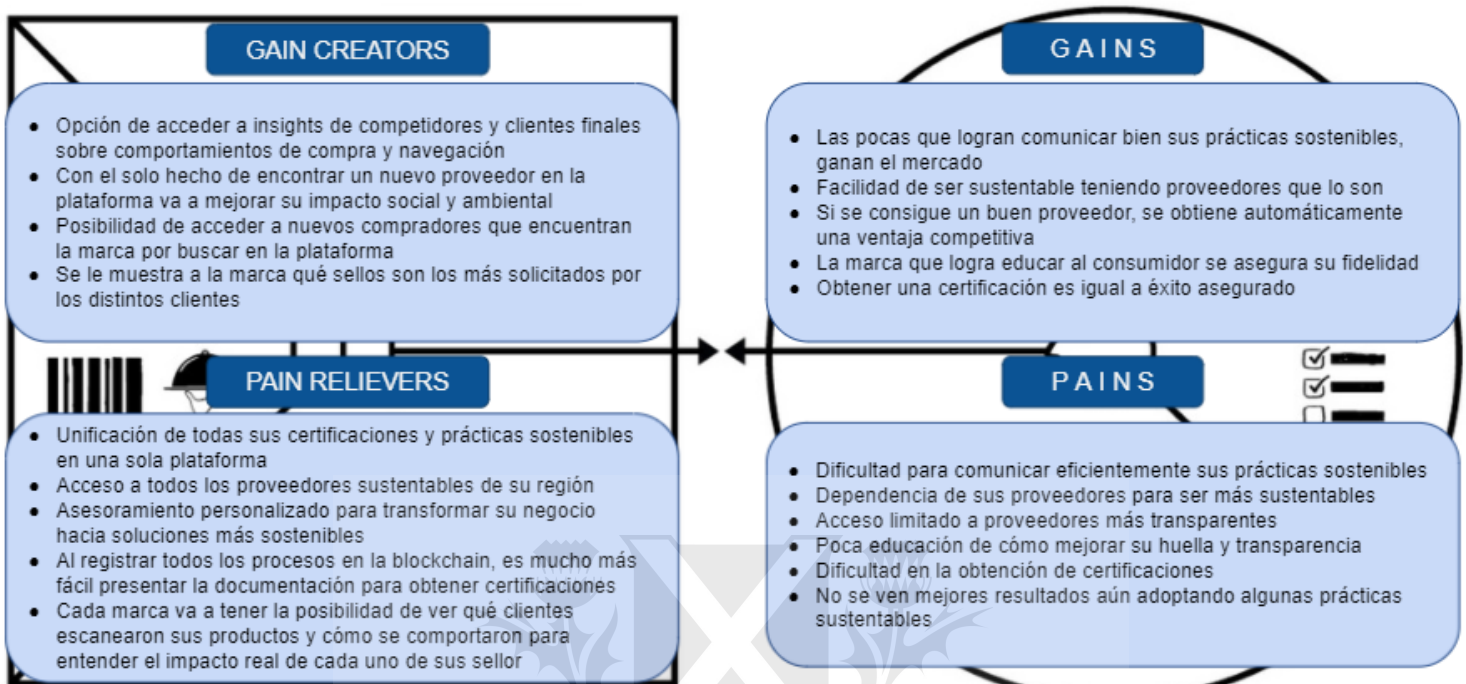 GAIN CREATORS
● Opción de acceder a insights de competidores y clientes finales
sobre comportamientos de compra y navegación
● Con el solo hecho de encontrar un nuevo proveedor en la
plataforma va a mejorar su impacto social y ambiental
● Posibilidad de acceder a nuevos compradores que encuentran
la marca por buscar en la plataforma
● Se le muestra a la marca qué sellos son los más solicitados por
los distintos clientes
PAIN RELIEVERS
● Unificación de todas sus certificaciones y prácticas sostenibles
en una sola plataforma
● Acceso a todos los proveedores sustentables de su región
● Asesoramiento personalizado para transformar su negocio
hacia soluciones más sostenibles
● Al registrar todos los procesos en la blockchain, es mucho más
fácil presentar la documentación para obtener certificaciones
● Cada marca va a tener la posibilidad de ver qué clientes
escanearon sus productos y cómo se comportaron para
entender el impacto real de cada uno de sus sellor
GAINS
● Las pocas que logran comunicar bien sus prácticas sostenibles,
ganan el mercado
● Facilidad de ser sustentable teniendo proveedores que lo son
● Si se consigue un buen proveedor, se obtiene automáticamente
una ventaja competitiva
● La marca que logra educar al consumidor se asegura su fidelidad
● Obtener una certificación es igual a éxito asegurado
PAINS
● Dificultad para comunicar eficientemente sus prácticas sostenibles
● Dependencia de sus proveedores para ser más sustentables
● Acceso limitado a proveedores más transparentes
● Poca educación de cómo mejorar su huella y transparencia
● Dificultad en la obtención de certificaciones
● No se ven mejores resultados aún adoptando algunas prácticas
sustentables